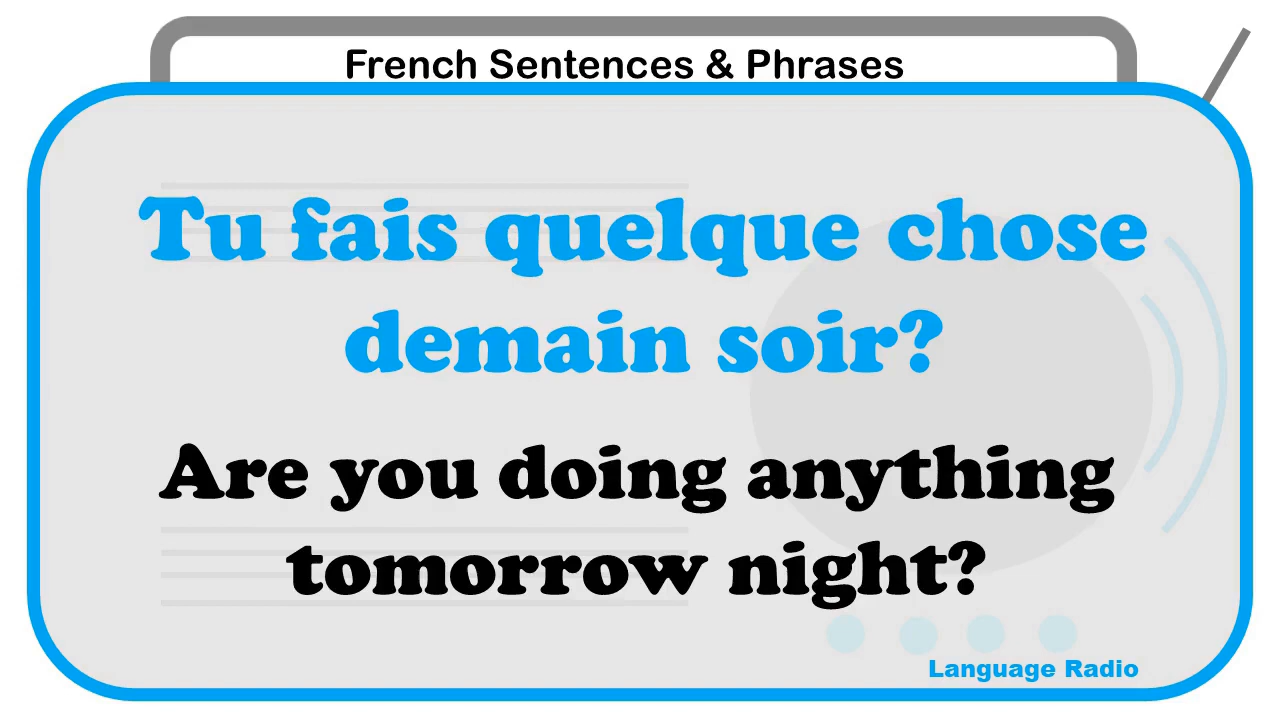 French Sentences & Phrases
Tu fais quelque chose
demain soir?
Are you doing anything
tomorrow night?
Language Radio